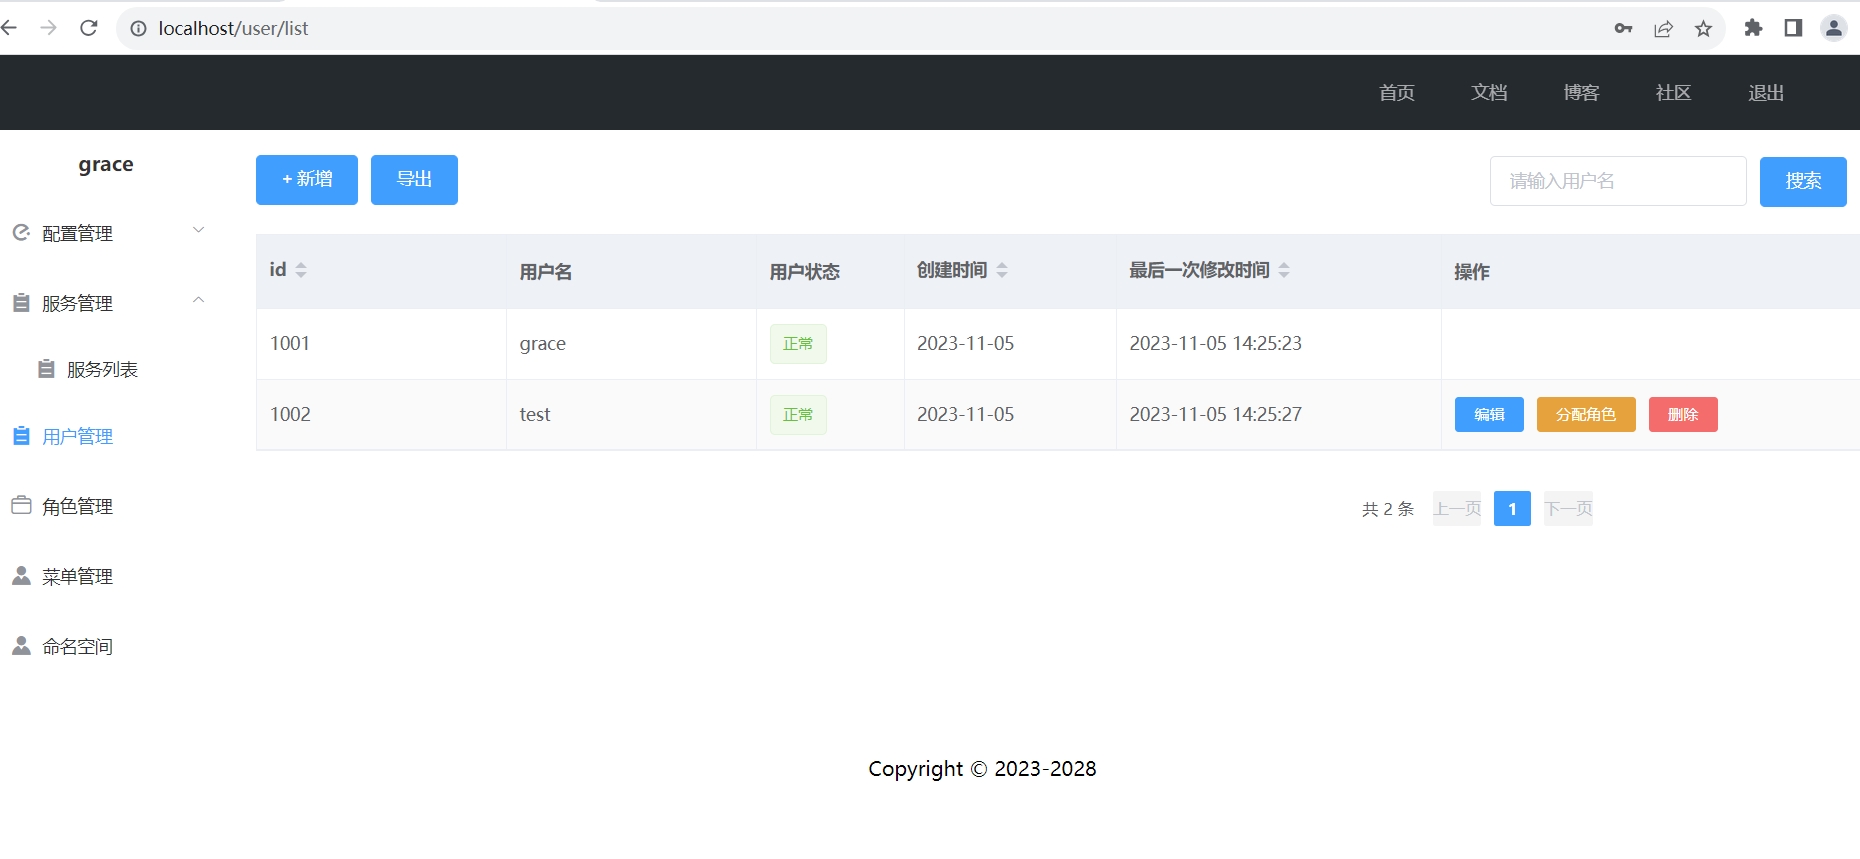 localhost/user/list
首页 文档 博客 社区 退出
grace
配置管理
服务管理
服务列表
用户管理
角色管理
菜单管理
命名空间
+ 新增 导出 请输入用户名 搜索
id 用户名 用户状态 创建时间 最后一次修改时间 操作
1001 grace 正常 2023-11-05 2023-11-05 14:25:23
1002 test 正常 2023-11-05 2023-11-05 14:25:27 编辑 分配角色 删除
共 2 条 上一页 1 下一页
Copyright © 2023-2028